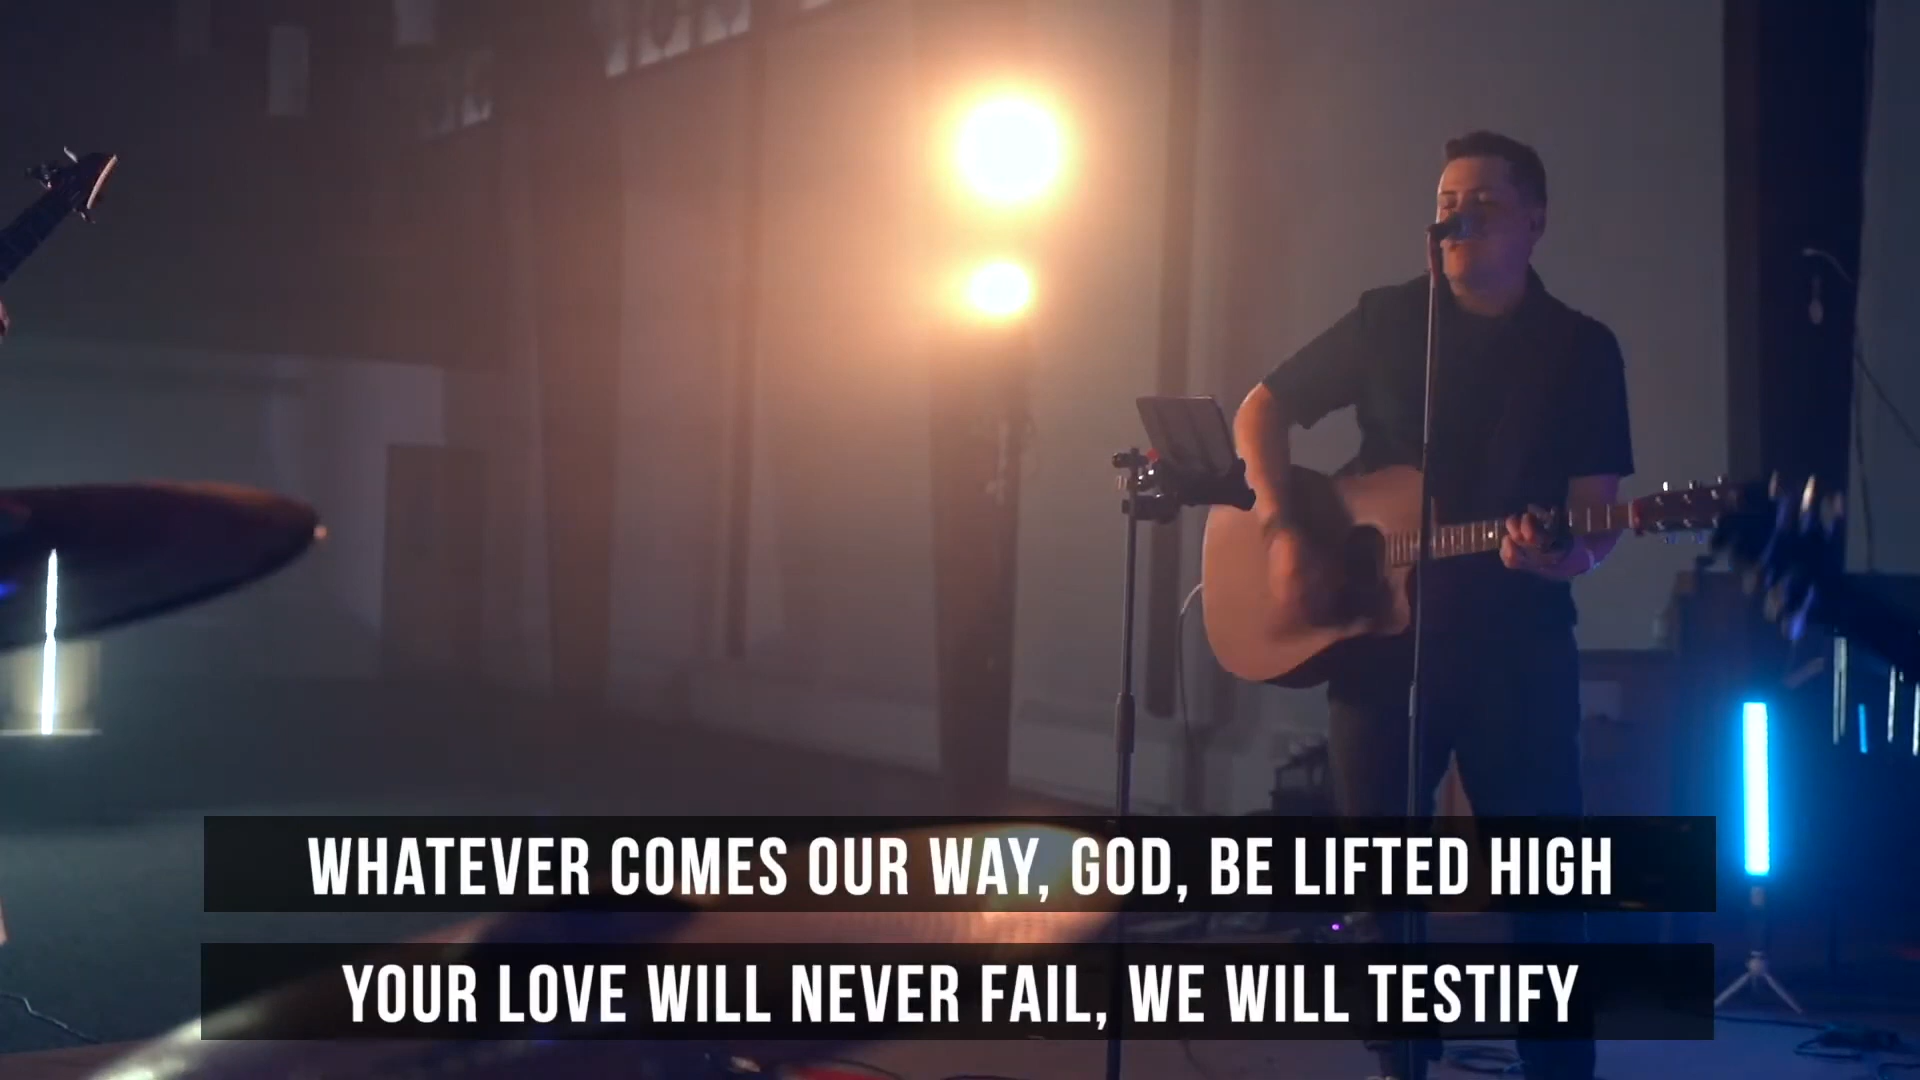 WHATEVER COMES OUR WAY, GOD, BE LIFTED HIGH
YOUR LOVE WILL NEVER FAIL, WE WILL TESTIFY